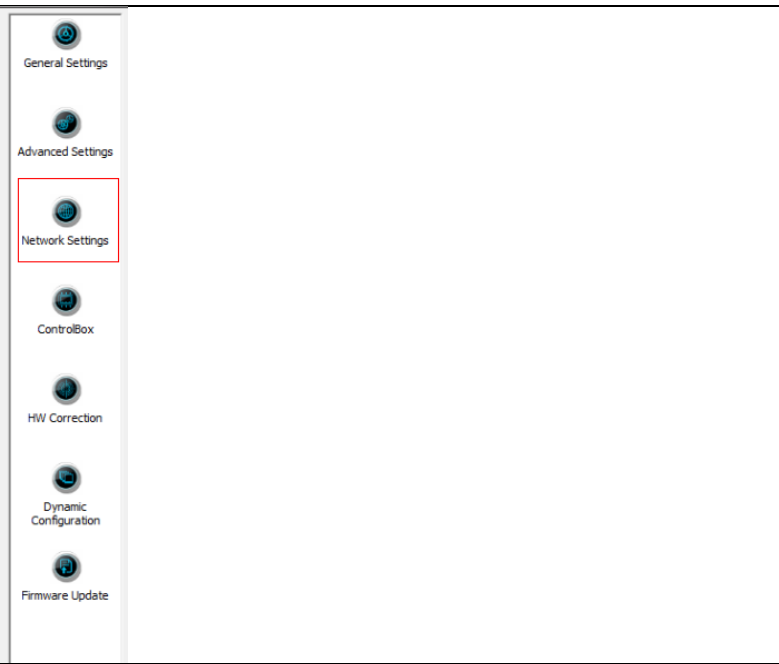 General Settings
Advanced Settings
Network Settings
ControlBox
HW Correction
Dynamic
Configuration
Firmware Update